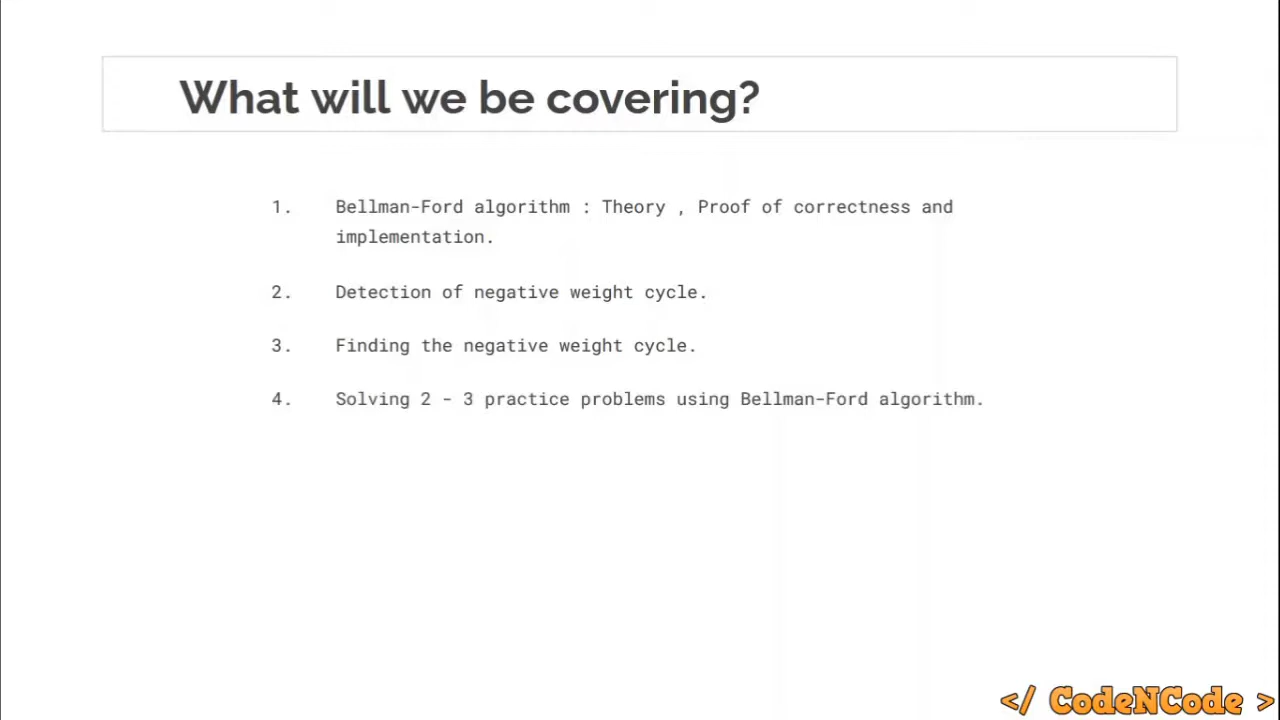 What will we be covering?
1. Bellman-Ford algorithm : Theory , Proof of correctness and
implementation.
2. Detection of negative weight cycle.
3. Finding the negative weight cycle.
4. Solving 2 - 3 practice problems using Bellman-Ford algorithm.
</ CodeNCode >